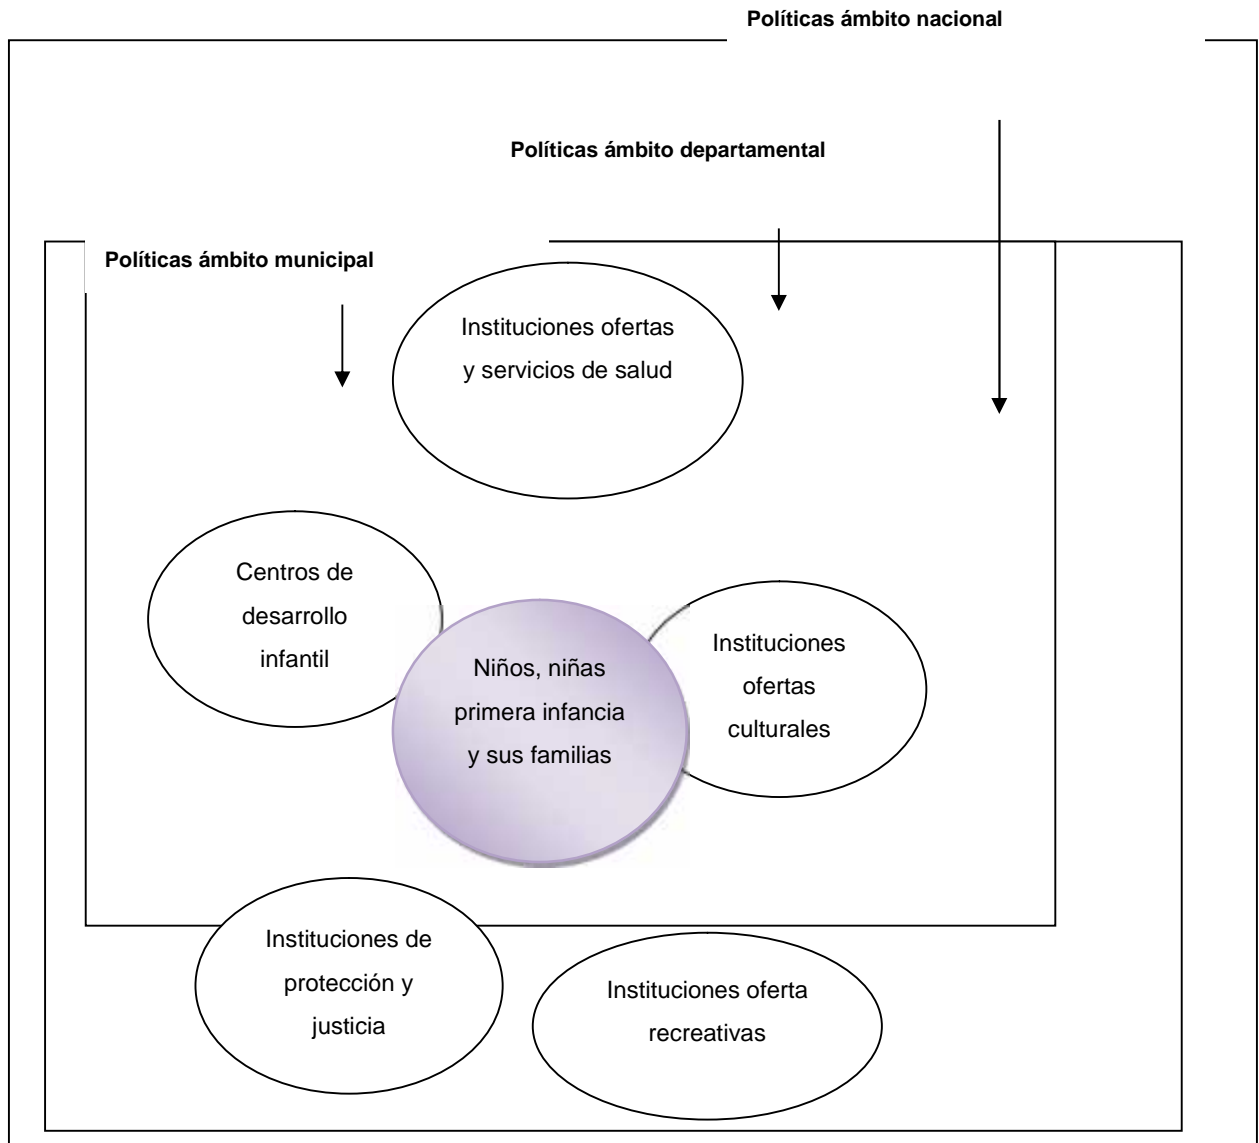 Políticas ámbito nacional
Políticas ámbito departamental
Políticas ámbito municipal
Instituciones ofertas
y servicios de salud
Centros de
desarrollo
infantil
Niños, niñas
primera infancia
y sus familias
Instituciones
ofertas
culturales
Instituciones de
protección y
justicia
Instituciones oferta
recreativas